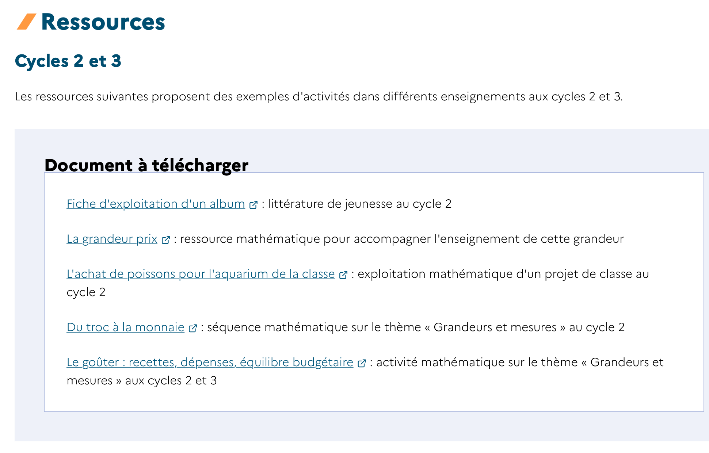 Ressources
Cycles 2 et 3
Les ressources suivantes proposent des exemples d'activités dans différents enseignements aux cycles 2 et 3.
Document à télécharger
Fiche d'exploitation d'un album : littérature de jeunesse au cycle 2
La grandeur prix : ressource mathématique pour accompagner l'enseignement de cette grandeur
L'achat de poissons pour l'aquarium de la classe : exploitation mathématique d'un projet de classe au
cycle 2
Du troc à la monnaie : séquence mathématique sur le thème « Grandeurs et mesures » au cycle 2
Le goûter : recettes, dépenses, équilibre budgétaire : activité mathématique sur le thème « Grandeurs et
mesures » aux cycles 2 et 3